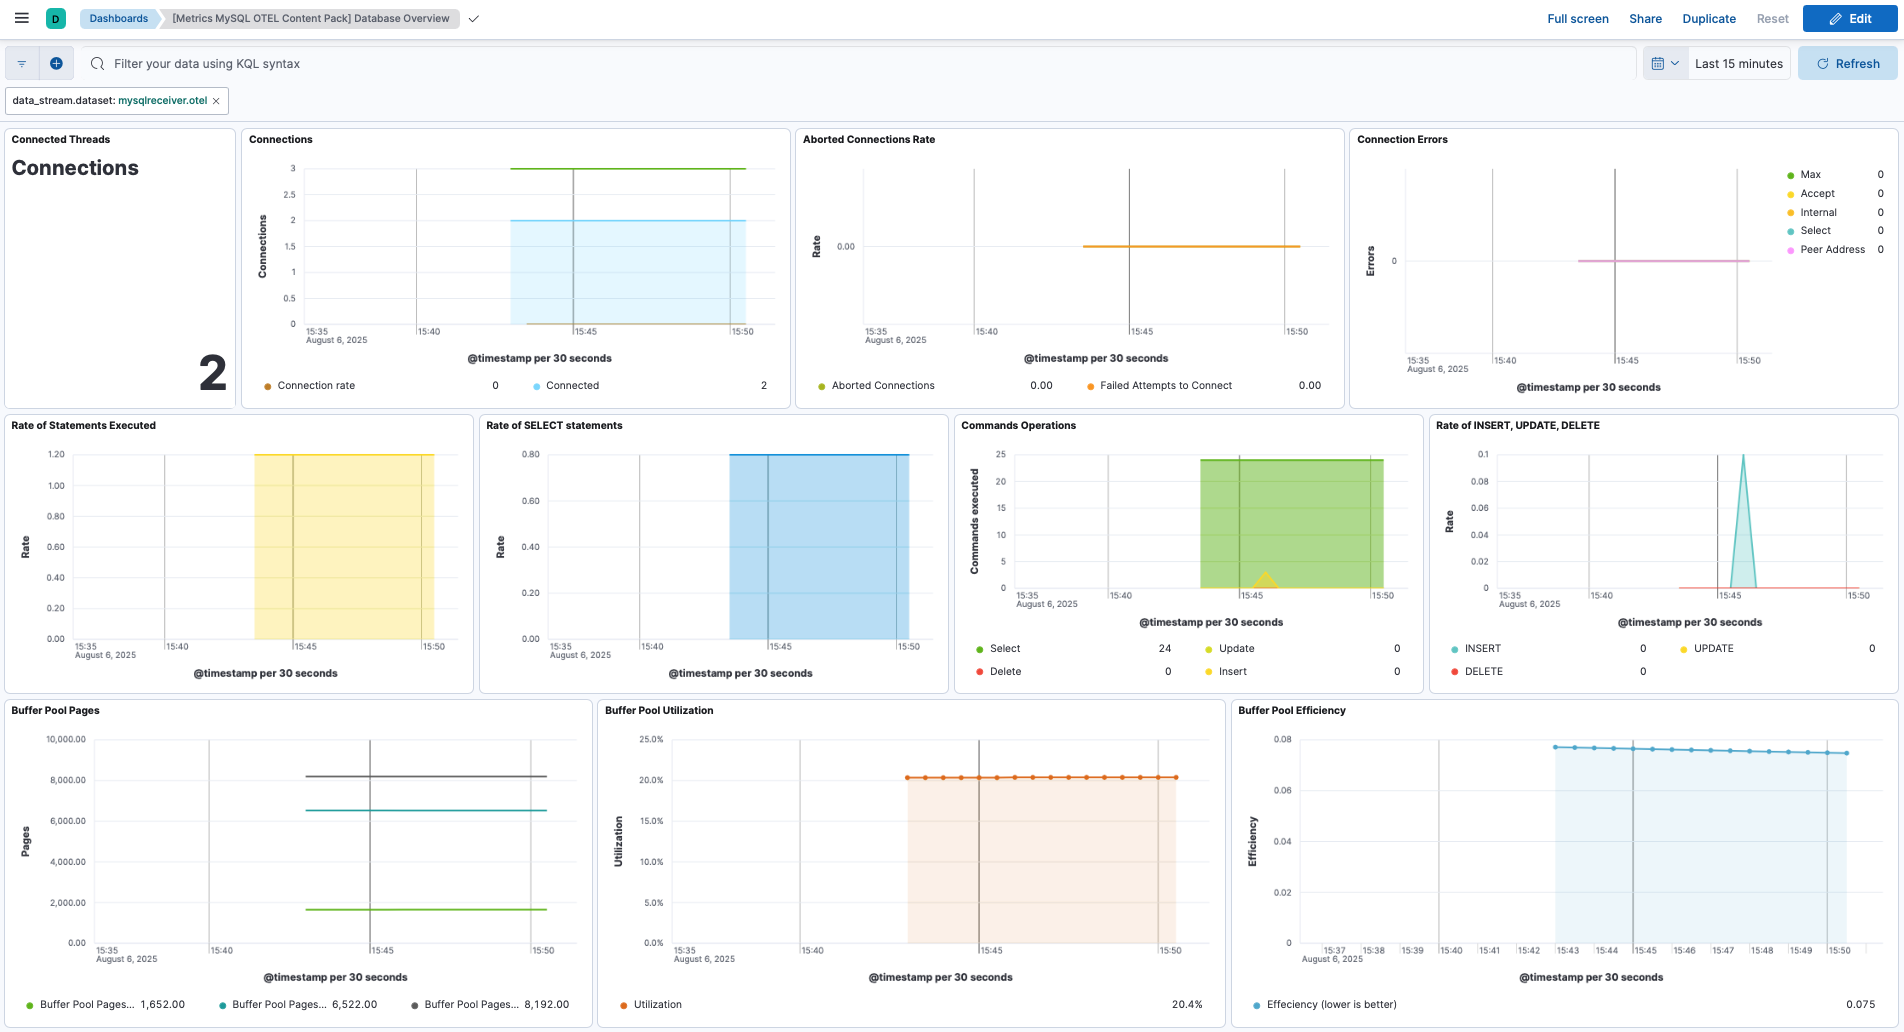 D Dashboards [Metrics MySQL OTEL Content Pack] Database Overview Full screen Share Duplicate Reset Edit
Filter your data using KQL syntax Last 15 minutes Refresh
data_stream.dataset: mysqlreceiver.otel ×
Connected Threads
Connections
2
Connections
3
2.5
2
1.5
1
0.5
0
Connections
15:35 15:40 15:45 15:50
August 6, 2025
@timestamp per 30 seconds
Connection rate 0 Connected 2
Aborted Connections Rate
Rate
0.00
15:35 15:40 15:45 15:50
August 6, 2025
@timestamp per 30 seconds
Aborted Connections 0.00 Failed Attempts to Connect 0.00
Connection Errors
Errors
0
15:35 15:40 15:45 15:50
August 6, 2025
@timestamp per 30 seconds
Max 0
Accept 0
Internal 0
Select 0
Peer Address 0
Rate of Statements Executed
1.20
1.00
0.80
0.60
0.40
0.20
0.00
Rate
15:35 15:40 15:45 15:50
August 6, 2025
@timestamp per 30 seconds
Rate of SELECT statements
0.80
0.60
0.40
0.20
0.00
Rate
15:35 15:40 15:45 15:50
August 6, 2025
@timestamp per 30 seconds
Commands Operations
25
20
15
10
5
0
Commands executed
15:35 15:40 15:45 15:50
August 6, 2025
@timestamp per 30 seconds
Select 24 Update 0
Delete 0 Insert 0
Rate of INSERT, UPDATE, DELETE
0.1
0.08
0.06
0.04
0.02
0
Rate
15:35 15:40 15:45 15:50
August 6, 2025
@timestamp per 30 seconds
INSERT 0 UPDATE 0
DELETE 0
Buffer Pool Pages
10,000.00
8,000.00
6,000.00
4,000.00
2,000.00
0.00
Pages
15:35 15:40 15:45 15:50
August 6, 2025
@timestamp per 30 seconds
Buffer Pool Pages... 1,652.00 Buffer Pool Pages... 6,522.00 Buffer Pool Pages... 8,192.00
Buffer Pool Utilization
25.0%
20.0%
15.0%
10.0%
5.0%
0.0%
Utilization
15:35 15:40 15:45 15:50
August 6, 2025
@timestamp per 30 seconds
Utilization 20.4%
Buffer Pool Efficiency
0.08
0.06
0.04
0.02
0
Efficiency
15:37 15:38 15:39 15:40 15:41 15:42 15:43 15:44 15:45 15:46 15:47 15:48 15:49 15:50
August 6, 2025
@timestamp per 30 seconds
Effeciency (lower is better) 0.075